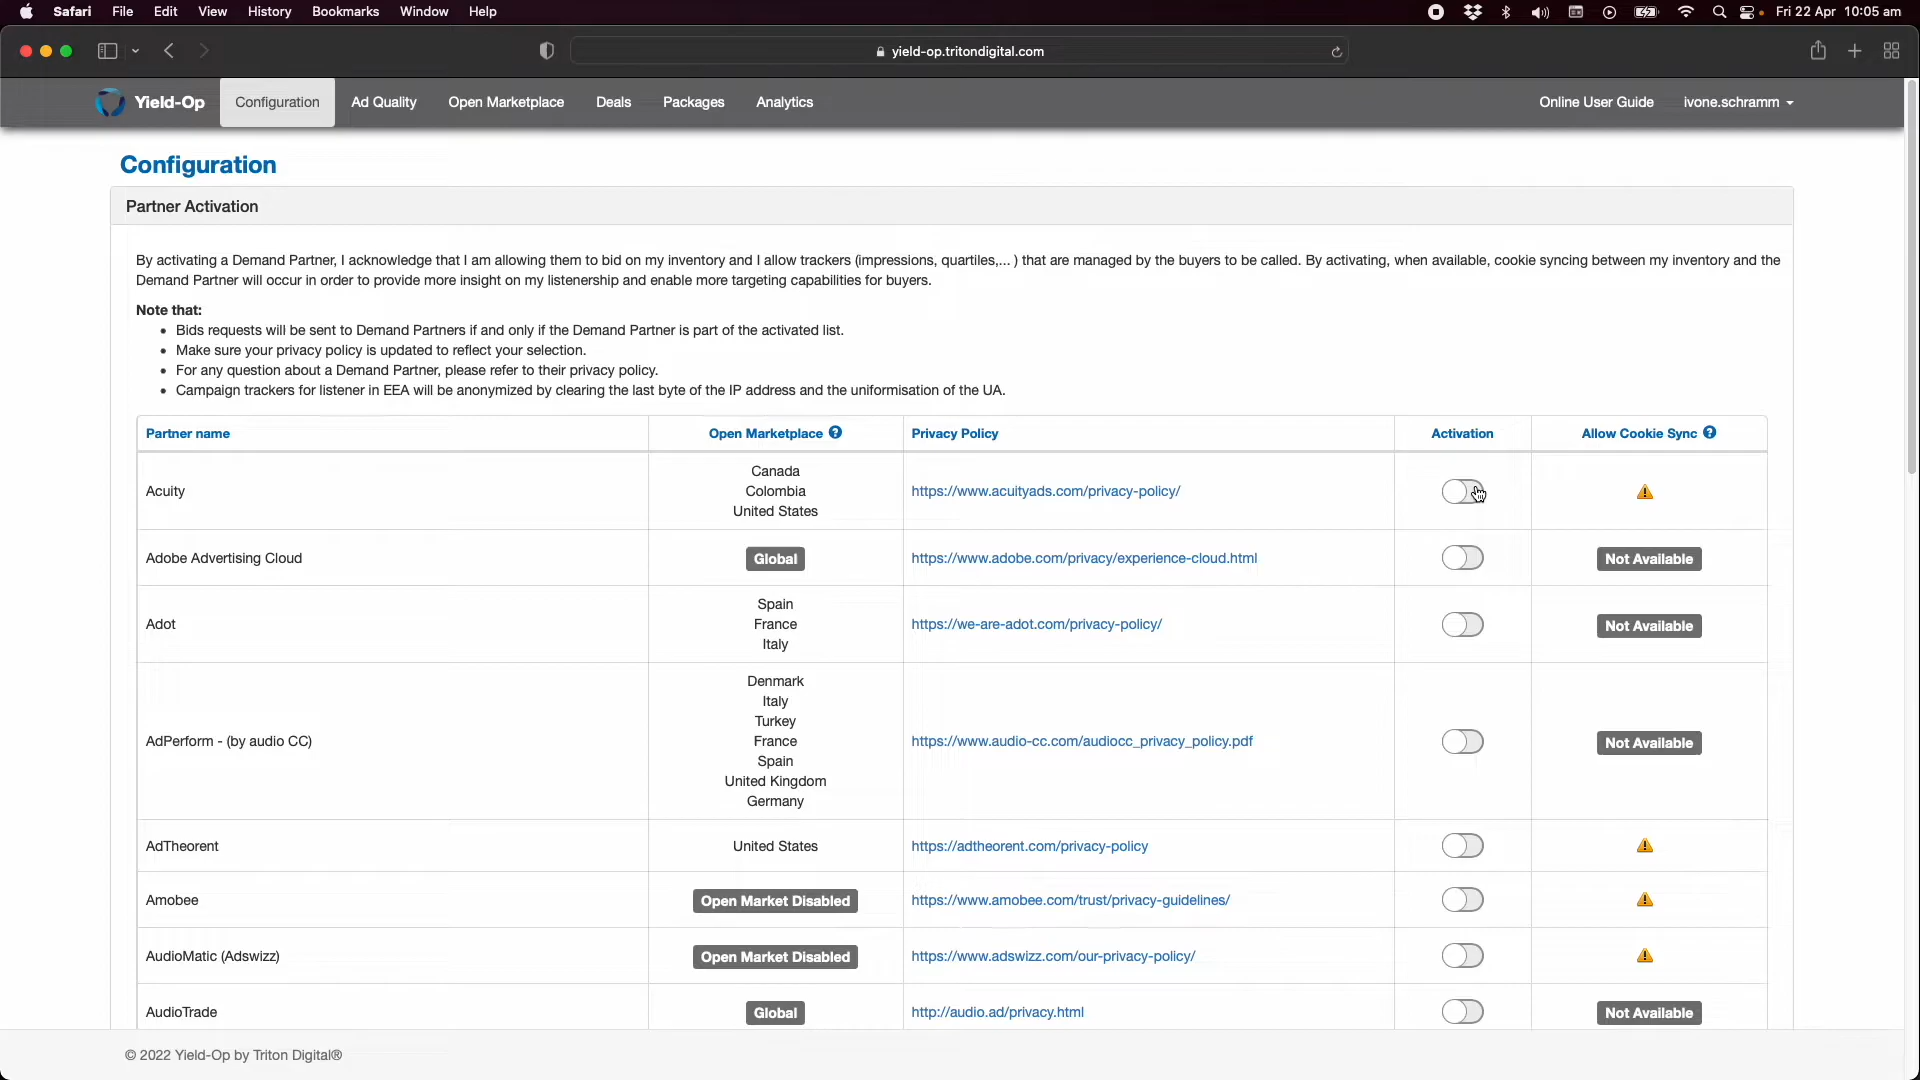 Safari File Edit View History Bookmarks Window Help Fri 22 Apr 10:05 am
yield-op.tritondigital.com
Yield-Op Configuration Ad Quality Open Marketplace Deals Packages Analytics Online User Guide ivone.schramm
Configuration
Partner Activation
By activating a Demand Partner, I acknowledge that I am allowing them to bid on my inventory and I allow trackers (impressions, quartiles,... ) that are managed by the buyers to be called. By activating, when available, cookie syncing between my inventory and the
Demand Partner will occur in order to provide more insight on my listenership and enable more targeting capabilities for buyers.
Note that:
• Bids requests will be sent to Demand Partners if and only if the Demand Partner is part of the activated list.
• Make sure your privacy policy is updated to reflect your selection.
• For any question about a Demand Partner, please refer to their privacy policy.
• Campaign trackers for listener in EEA will be anonymized by clearing the last byte of the IP address and the uniformisation of the UA.
Partner name Open Marketplace ? Privacy Policy Activation Allow Cookie Sync ?
Canada
Acuity Colombia https://www.acuityads.com/privacy-policy/
United States
Adobe Advertising Cloud Global https://www.adobe.com/privacy/experience-cloud.html Not Available
Spain
Adot France https://we-are-adot.com/privacy-policy/ Not Available
Italy
Denmark
Italy
Turkey
AdPerform - (by audio CC) France https://www.audio-cc.com/audiocc_privacy_policy.pdf Not Available
Spain
United Kingdom
Germany
AdTheorent United States https://adtheorent.com/privacy-policy
Amobee Open Market Disabled https://www.amobee.com/trust/privacy-guidelines/
AudioMatic (Adswizz) Open Market Disabled https://www.adswizz.com/our-privacy-policy/
AudioTrade Global http://audio.ad/privacy.html Not Available
© 2022 Yield-Op by Triton Digital®